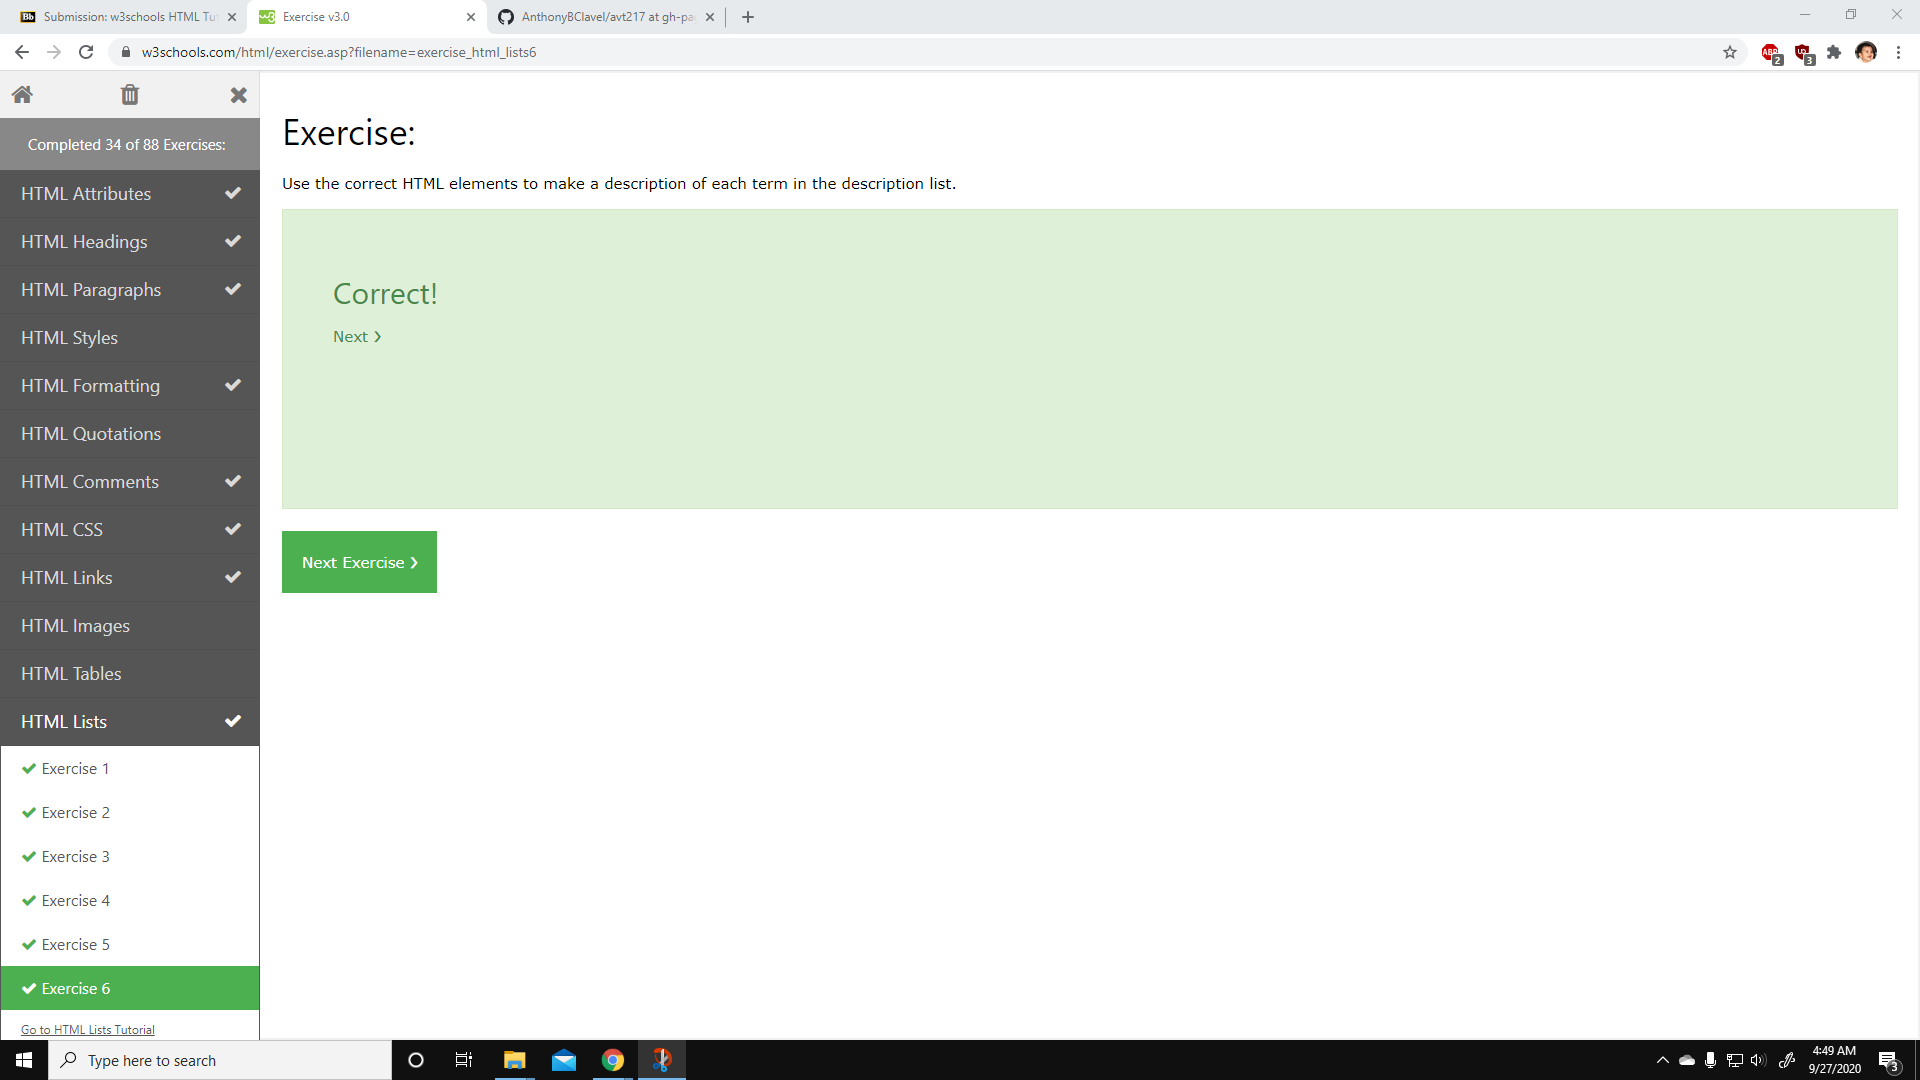 Bb Submission: w3schools HTML Tu
Exercise v3.0
AnthonyBClavel/avt217 at gh-pa
w3schools.com/html/exercise.asp?filename=exercise_html_lists6
ABP 2
3
Completed 34 of 88 Exercises:
HTML Attributes
HTML Headings
HTML Paragraphs
HTML Styles
HTML Formatting
HTML Quotations
HTML Comments
HTML CSS
HTML Links
HTML Images
HTML Tables
HTML Lists
Exercise 1
Exercise 2
Exercise 3
Exercise 4
Exercise 5
Exercise 6
Go to HTML Lists Tutorial
Exercise:
Use the correct HTML elements to make a description of each term in the description list.
Correct!
Next ❯
Next Exercise ❯
Type here to search
4:49 AM
9/27/2020
3